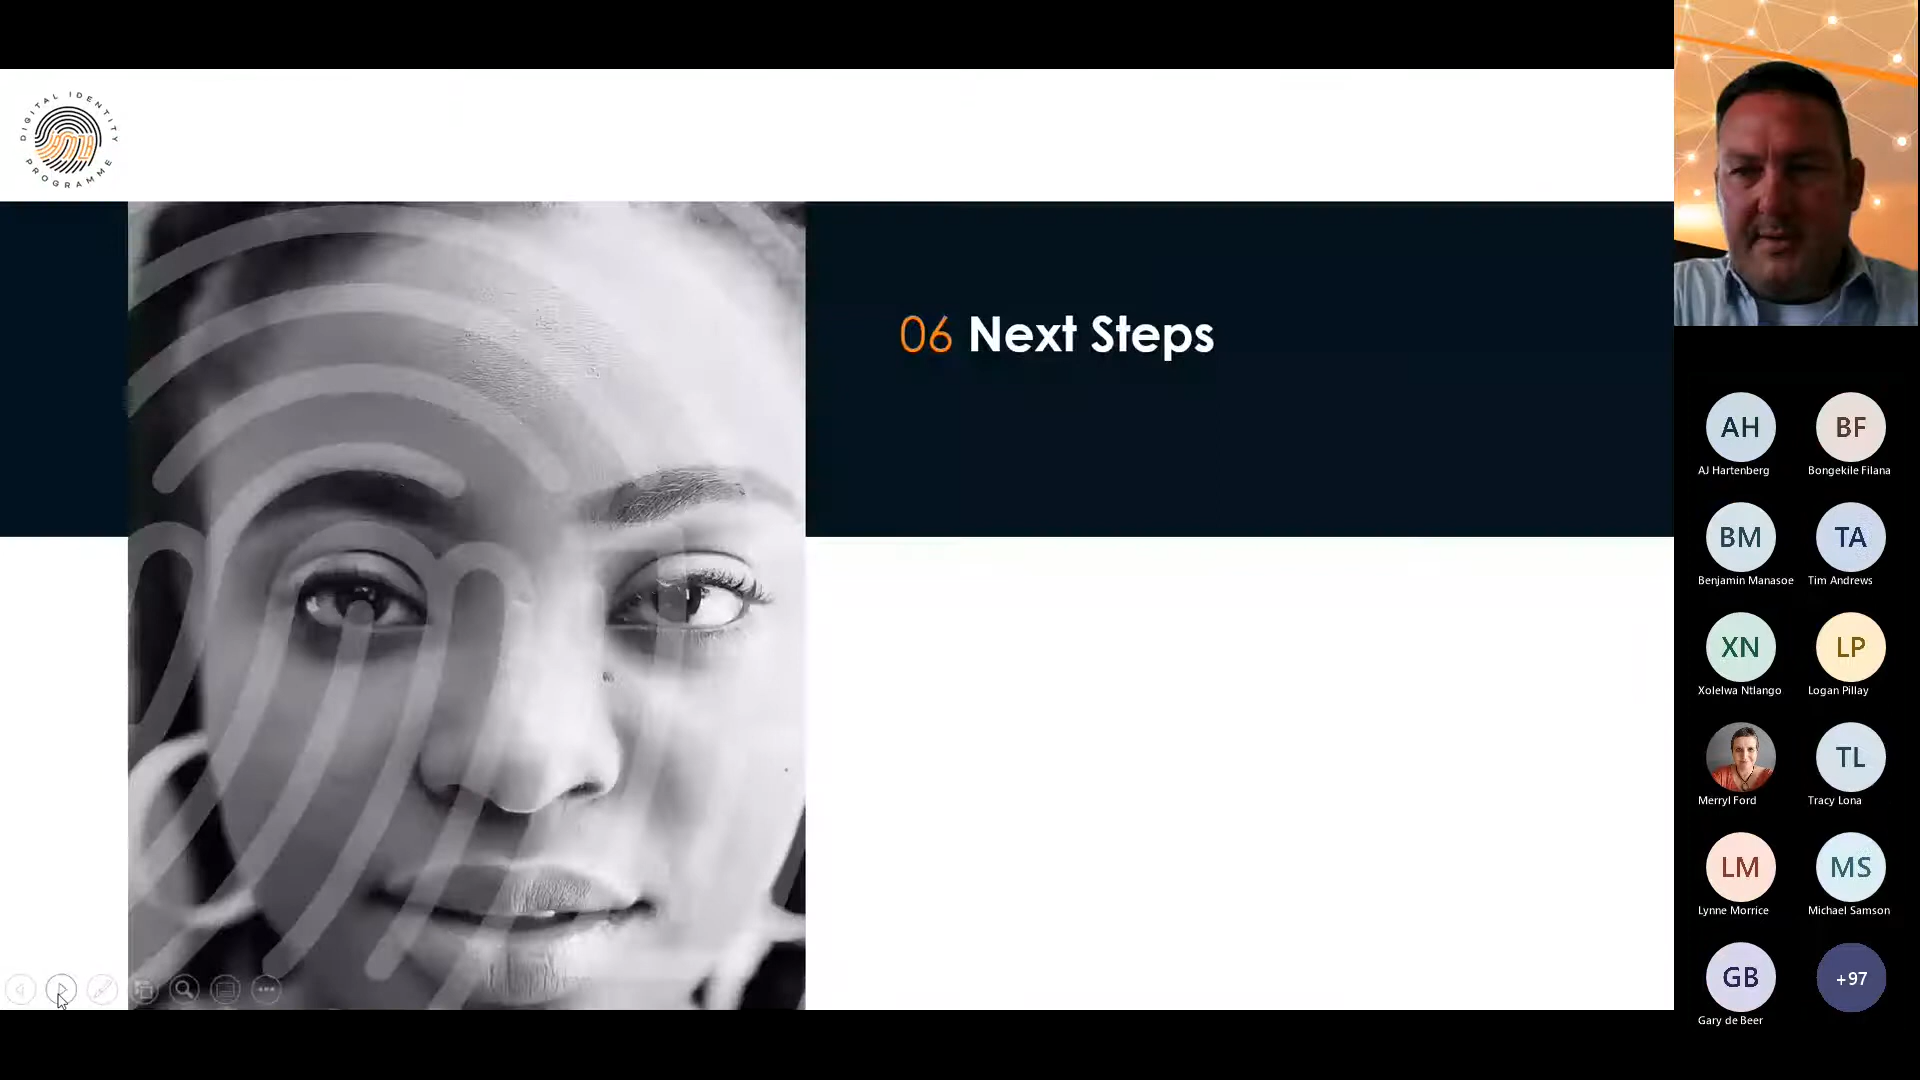 DIGITAL IDENTITY
PROGRAMME
06 Next Steps
AH
AJ Hartenberg
BF
Bongekile Filana
BM
Benjamin Manasoe
TA
Tim Andrews
XN
Xolelwa Ntlango
LP
Logan Pillay
Merryl Ford
TL
Tracy Lona
LM
Lynne Morrice
MS
Michael Samson
GB
Gary de Beer
+97